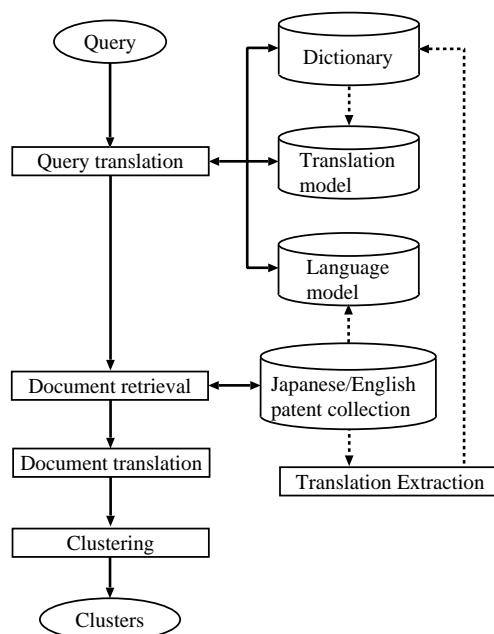 Query
Dictionary
Query translation
Translation
model
Language
model
Document retrieval
Japanese/English
patent collection
Document translation
Translation Extraction
Clustering
Clusters